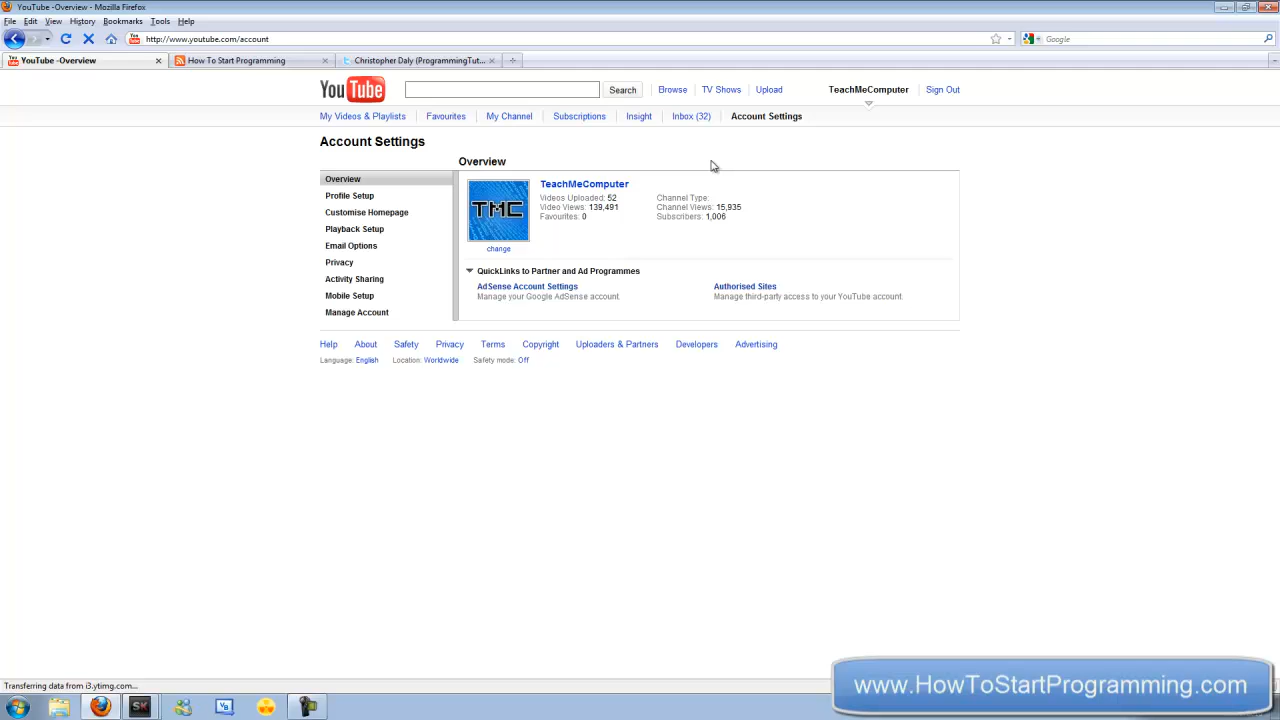 YouTube -Overview - Mozilla Firefox
File Edit View History Bookmarks Tools Help
http://www.youtube.com/account
Google
YouTube -Overview
How To Start Programming
Christopher Daly (ProgrammingTut...
YouTube
Search
Browse
TV Shows
Upload
TeachMeComputer
Sign Out
My Videos & Playlists
Favourites
My Channel
Subscriptions
Insight
Inbox (32)
Account Settings
Account Settings
Overview
Overview
Profile Setup
Customise Homepage
Playback Setup
Email Options
Privacy
Activity Sharing
Mobile Setup
Manage Account
TMC
change
TeachMeComputer
Videos Uploaded: 52
Video Views: 139,491
Favourites: 0
Channel Type:
Channel Views: 15,935
Subscribers: 1,006
QuickLinks to Partner and Ad Programmes
AdSense Account Settings
Manage your Google AdSense account.
Authorised Sites
Manage third-party access to your YouTube account.
Help About Safety Privacy Terms Copyright Uploaders & Partners Developers Advertising
Language: English Location: Worldwide Safety mode: Off
Transferring data from i3.ytimg.com...
SK
www.HowToStartProgramming.com